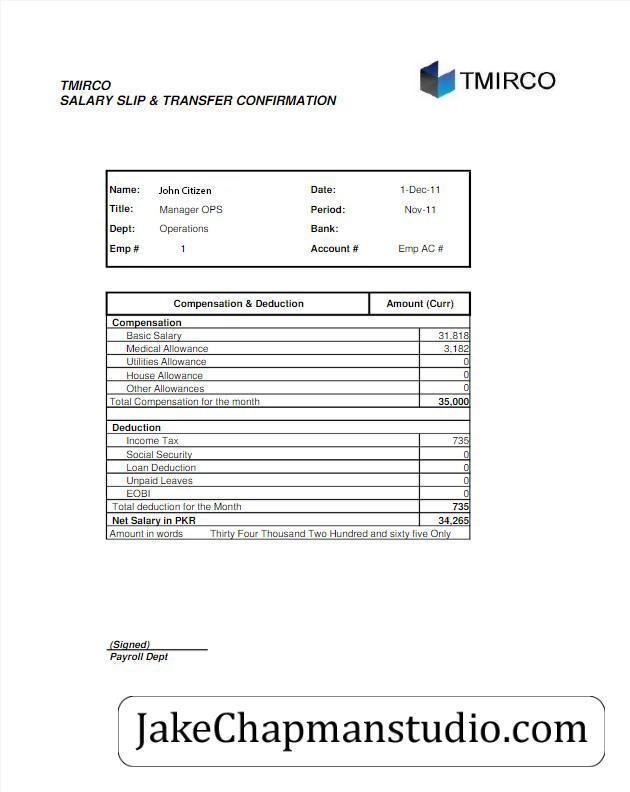 TMIRCO
TMIRCO
SALARY SLIP & TRANSFER CONFIRMATION
Name: John Citizen Date: 1-Dec-11
Title: Manager OPS Period: Nov-11
Dept: Operations Bank:
Emp # 1 Account # Emp AC #
Compensation & Deduction Amount (Curr)
Compensation
Basic Salary 31,818
Medical Allowance 3,182
Utilities Allowance 0
House Allowance 0
Other Allowances 0
Total Compensation for the month 35,000
Deduction
Income Tax 735
Social Security 0
Loan Deduction 0
Unpaid Leaves 0
EOBI 0
Total deduction for the Month 735
Net Salary in PKR 34,265
Amount in words Thirty Four Thousand Two Hundred and sixty five Only
(Signed)
Payroll Dept
JakeChapmanstudio.com